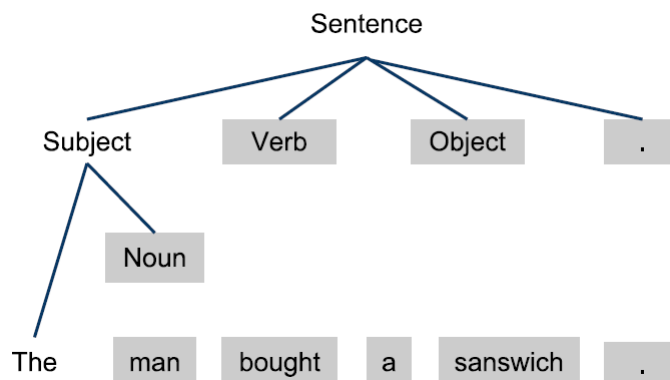 Sentence
Subject Verb Object .
Noun
The man bought a sanswich .